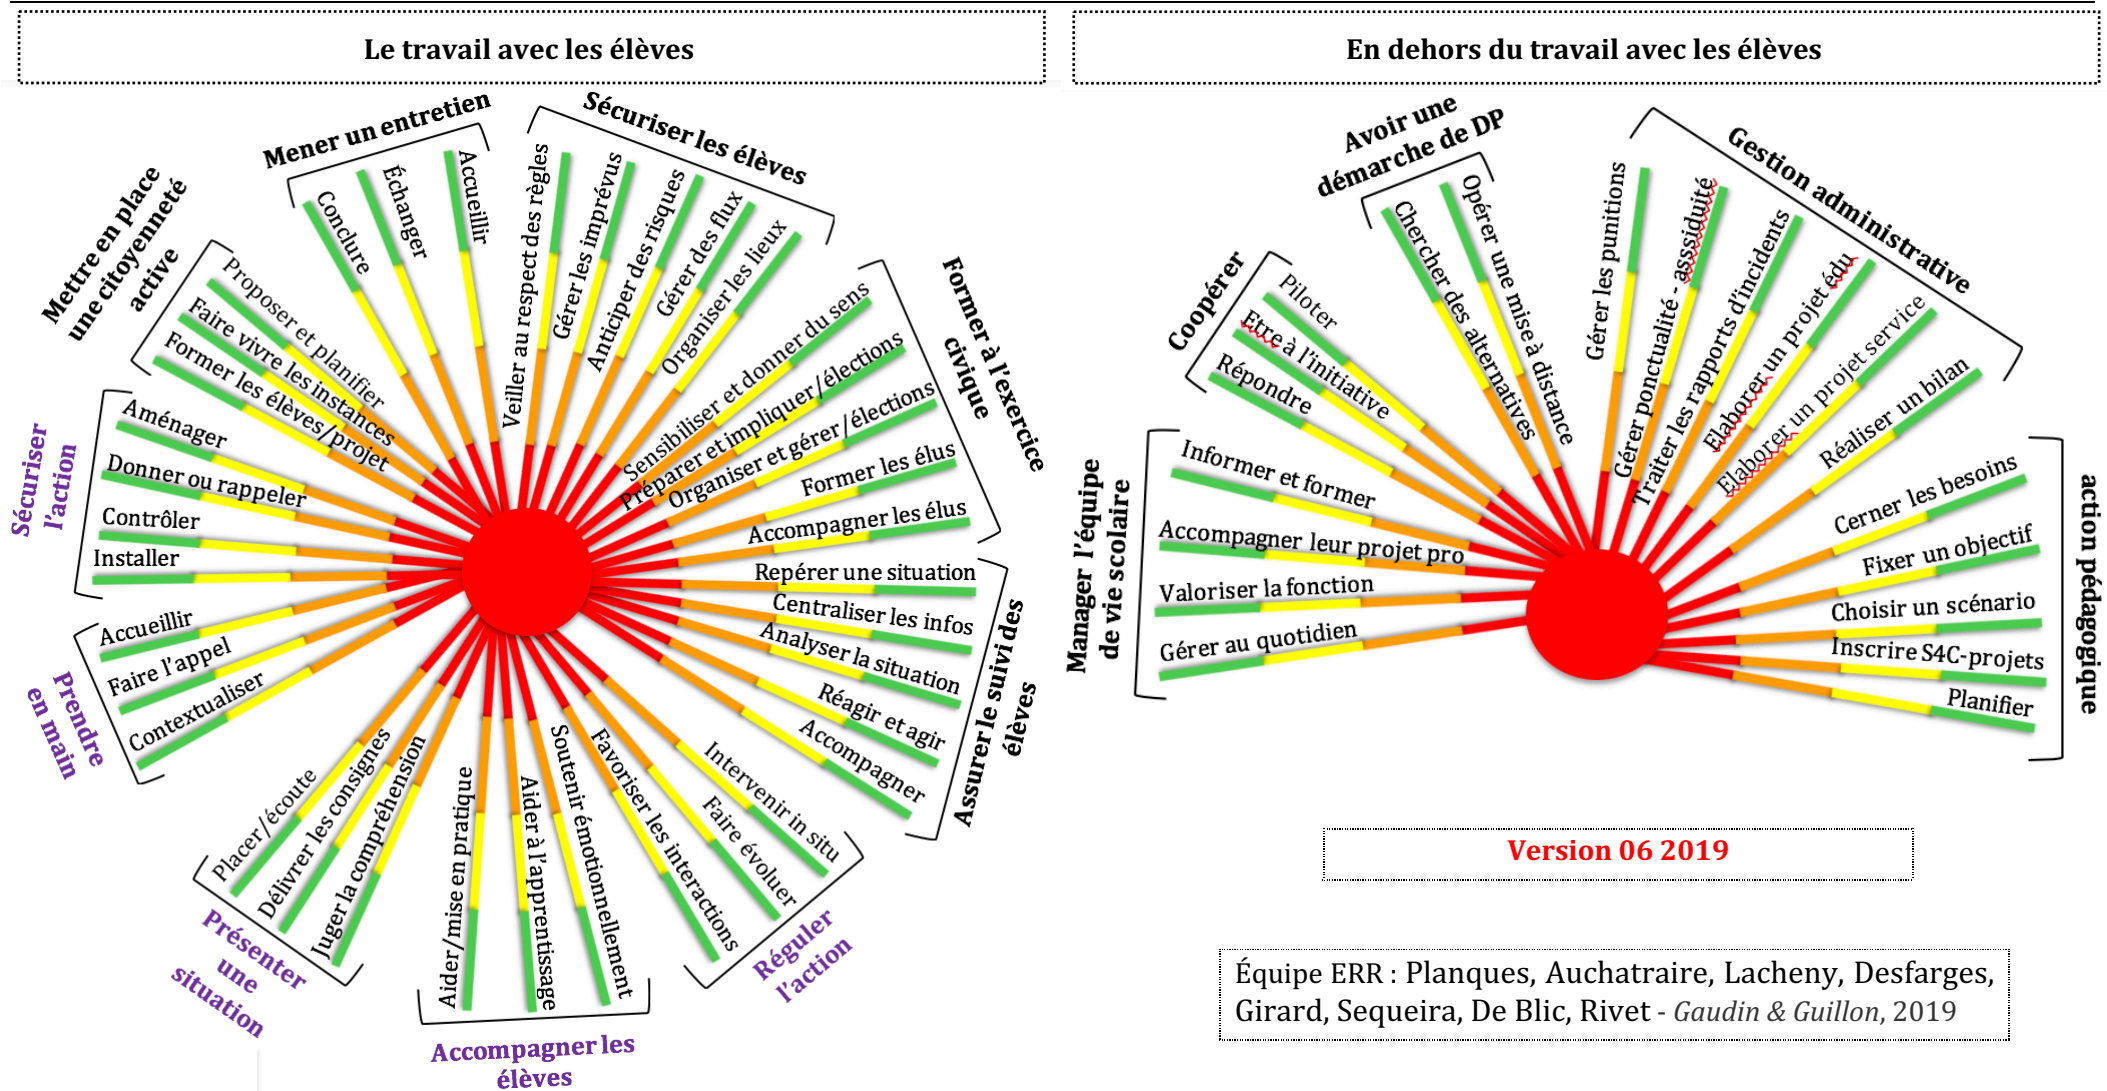 Le travail avec les élèves
En dehors du travail avec les élèves
Mener un entretien
Conclure
Échanger
Accueillir
Sécuriser les élèves
Veiller au respect des règles
Gérer les imprévus
Anticiper des risques
Gérer des flux
Organiser les lieux
Former à l'exercice
civique
Sensibiliser et donner du sens
Préparer et impliquer/élections
Organiser et gérer/élections
Former les élus
Accompagner les élus
Assurer le suivi des
élèves
Repérer une situation
Centraliser les infos
Analyser la situation
Réagir et agir
Accompagner
Réguler
l'action
Intervenir in situ
Faire évoluer
Favoriser les interactions
Accompagner les
élèves
Soutenir émotionnellement
Aider à l'apprentissage
Aider/mise en pratique
Présenter
une
situation
Juger la compréhension
Délivrer les consignes
Placer/écoute
Prendre
en main
Contextualiser
Faire l'appel
Accueillir
Sécuriser
l'action
Installer
Contrôler
Donner ou rappeler
Aménager
Mettre en place
une citoyenneté
active
Former les élèves/projet
Faire vivre les instances
Proposer et planifier
Manager l'équipe
de vie scolaire
Gérer au quotidien
Valoriser la fonction
Accompagner leur projet pro
Informer et former
Coopérer
Répondre
Etre à l'initiative
Piloter
Avoir une
démarche de DP
Chercher des alternatives
Opérer une mise à distance
Gestion administrative
Gérer les punitions
Gérer ponctualité - assiduité
Traiter les rapports d'incidents
Elaborer un projet édu
Elaborer un projet service
Réaliser un bilan
action pédagogique
Cerner les besoins
Fixer un objectif
Choisir un scénario
Inscrire S4C-projets
Planifier
Version 06 2019
Équipe ERR : Planques, Auchatraire, Lacheny, Desfarges,
Girard, Sequeira, De Blic, Rivet - Gaudin & Guillon, 2019